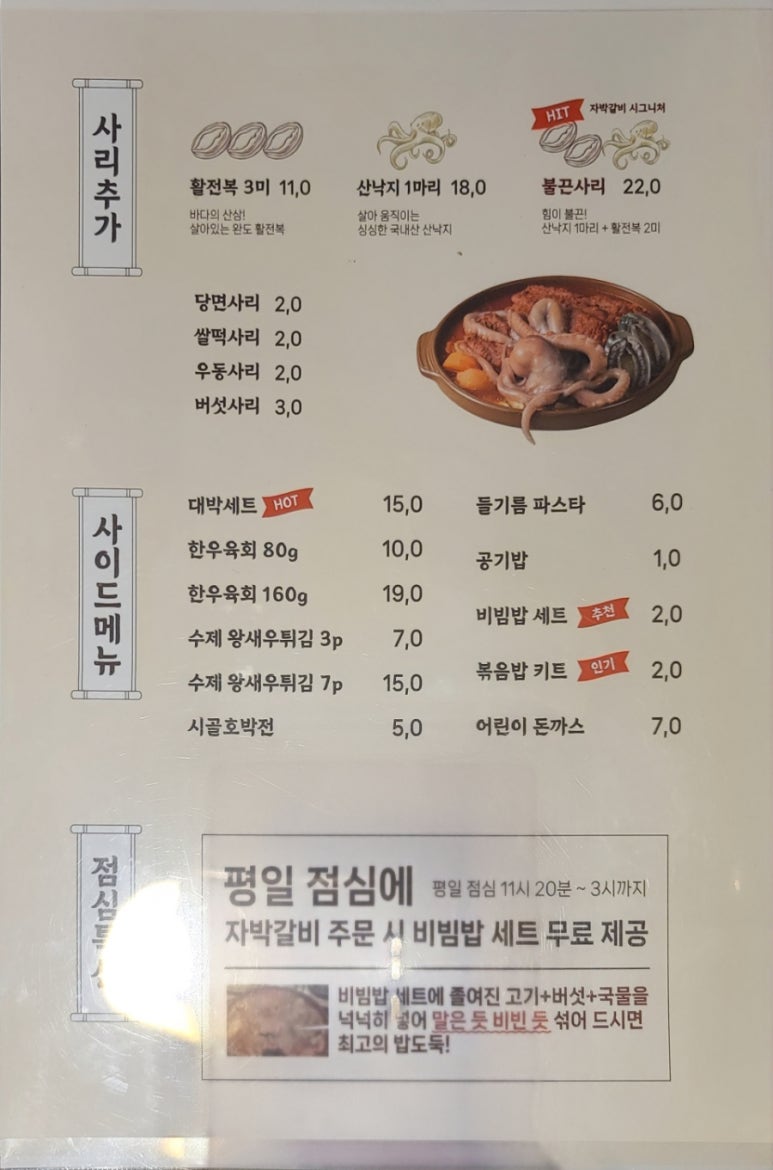 사리추가
HIT 자박갈비 시그니처
활전복 3미 11,0
바다의 산삼!
살아있는 완도 활전복
산낙지 1마리 18,0
살아 움직이는
싱싱한 국내산 산낙지
불끈사리 22,0
힘이 불끈!
산낙지 1마리 + 활전복 2미
당면사리 2,0
쌀떡사리 2,0
우동사리 2,0
버섯사리 3,0
사이드메뉴
대박세트 HOT 15,0
한우육회 80g 10,0
한우육회 160g 19,0
수제 왕새우튀김 3p 7,0
수제 왕새우튀김 7p 15,0
시골호박전 5,0
들기름 파스타 6,0
공기밥 1,0
비빔밥 세트 추천 2,0
볶음밥 키트 인기 2,0
어린이 돈까스 7,0
점심특선
평일 점심에 평일 점심 11시 20분 ~ 3시까지
자박갈비 주문 시 비빔밥 세트 무료 제공
비빔밥 세트에 졸여진 고기+버섯+국물을
넉넉히 넣어 말은 듯 비빈 듯 섞어 드시면
최고의 밥도둑!